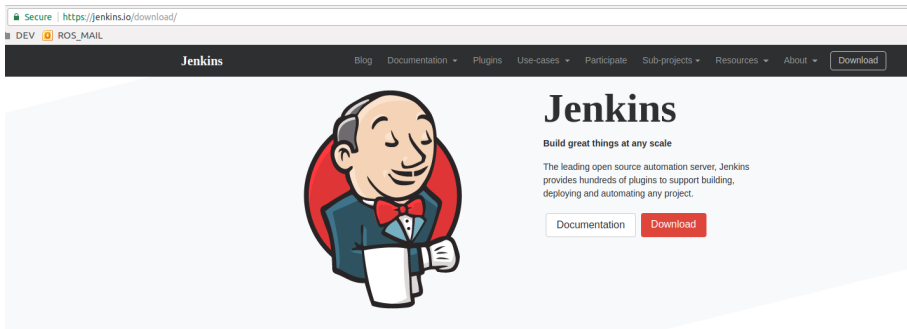 Secure | https://jenkins.io/download/
DEV ROS_MAIL
Jenkins Blog Documentation Plugins Use-cases Participate Sub-projects Resources About Download
Jenkins
Build great things at any scale
The leading open source automation server, Jenkins
provides hundreds of plugins to support building,
deploying and automating any project.
Documentation Download